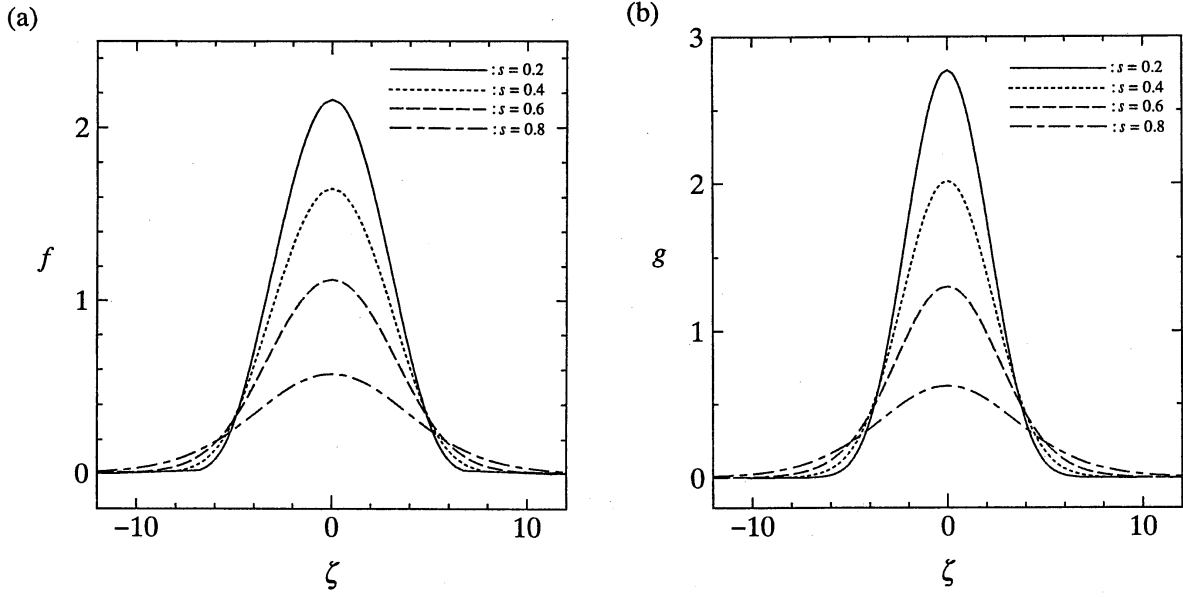 (a)
: s = 0.2
: s = 0.4
: s = 0.6
: s = 0.8
2
1
0
f
−10
0
10
ζ
(b)
: s = 0.2
: s = 0.4
: s = 0.6
: s = 0.8
3
2
1
0
g
−10
0
10
ζ